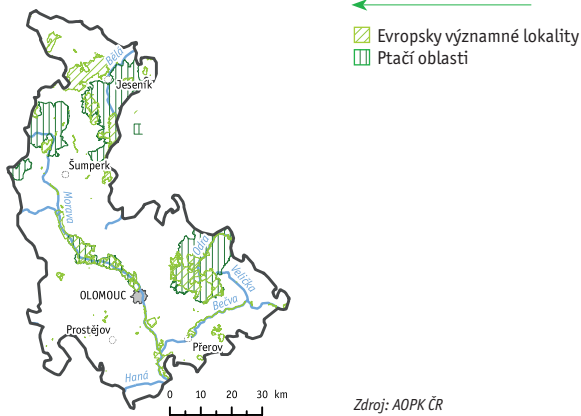 Evropsky významné lokality
Ptačí oblasti
Bělá
Jeseník
Šumperk
Morava
Odra
Velička
OLOMOUC
Bečva
Prostějov
Přerov
Haná
0 10 20 30 km
Zdroj: AOPK ČR